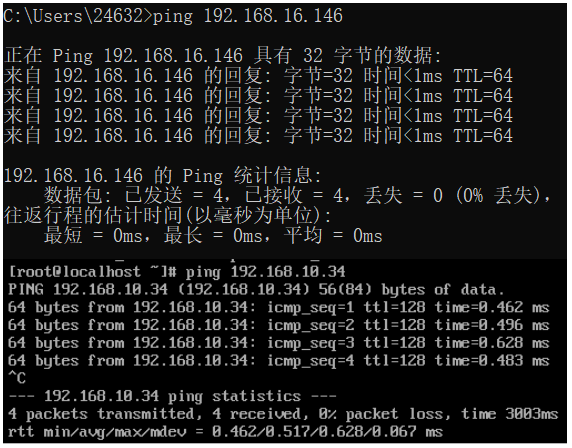 C:\Users\24632>ping 192.168.16.146
正在 Ping 192.168.16.146 具有 32 字节的数据:
来自 192.168.16.146 的回复: 字节=32 时间<1ms TTL=64
来自 192.168.16.146 的回复: 字节=32 时间<1ms TTL=64
来自 192.168.16.146 的回复: 字节=32 时间<1ms TTL=64
来自 192.168.16.146 的回复: 字节=32 时间<1ms TTL=64
192.168.16.146 的 Ping 统计信息:
数据包: 已发送 = 4，已接收 = 4，丢失 = 0 (0% 丢失)，
往返行程的估计时间(以毫秒为单位):
最短 = 0ms，最长 = 0ms，平均 = 0ms
[root@localhost ~]# ping 192.168.10.34
PING 192.168.10.34 (192.168.10.34) 56(84) bytes of data.
64 bytes from 192.168.10.34: icmp_seq=1 ttl=128 time=0.462 ms
64 bytes from 192.168.10.34: icmp_seq=2 ttl=128 time=0.496 ms
64 bytes from 192.168.10.34: icmp_seq=3 ttl=128 time=0.628 ms
64 bytes from 192.168.10.34: icmp_seq=4 ttl=128 time=0.483 ms
^C
--- 192.168.10.34 ping statistics ---
4 packets transmitted, 4 received, 0% packet loss, time 3003ms
rtt min/avg/max/mdev = 0.462/0.517/0.628/0.067 ms